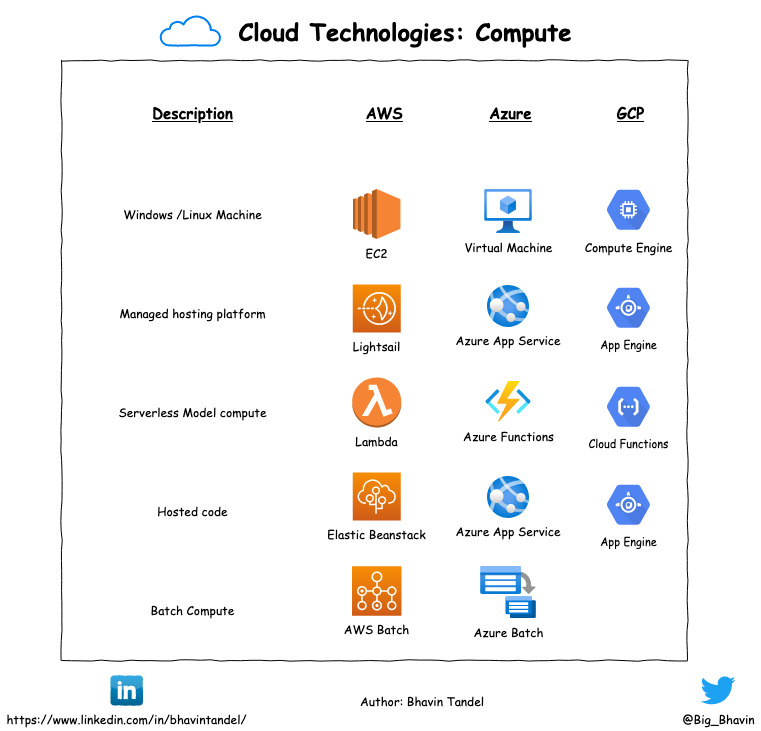 Cloud Technologies: Compute
Description AWS Azure GCP
Windows /Linux Machine
EC2 Virtual Machine Compute Engine
Managed hosting platform
Lightsail Azure App Service App Engine
Serverless Model compute
Lambda Azure Functions Cloud Functions
Hosted code
Elastic Beanstack Azure App Service App Engine
Batch Compute
AWS Batch Azure Batch
in
Author: Bhavin Tandel
https://www.linkedin.com/in/bhavintandel/ @Big_Bhavin